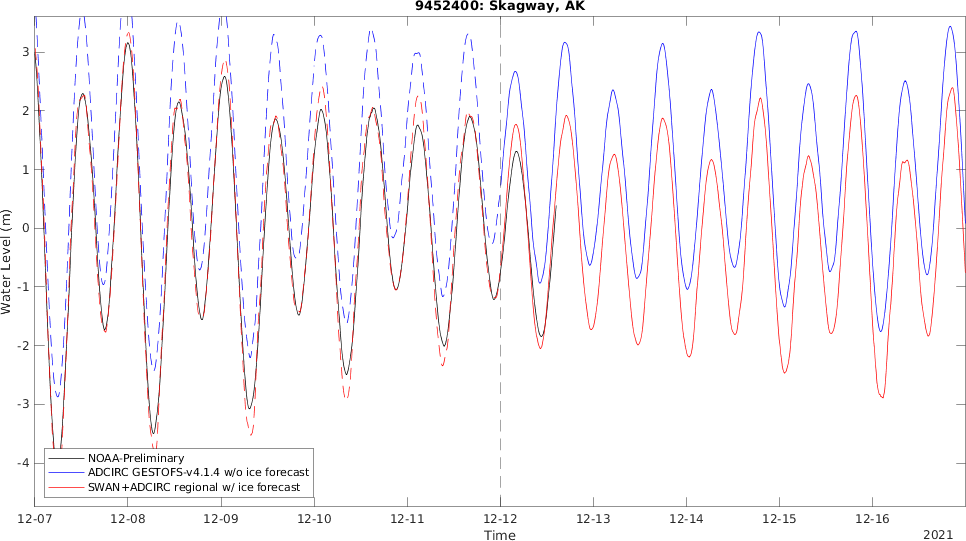 9452400: Skagway, AK
Water Level (m)
3
2
1
0
-1
-2
-3
-4
NOAA-Preliminary
ADCIRC GESTOFS-v4.1.4 w/o ice forecast
SWAN+ADCIRC regional w/ ice forecast
12-07 12-08 12-09 12-10 12-11 12-12 12-13 12-14 12-15 12-16
Time
2021